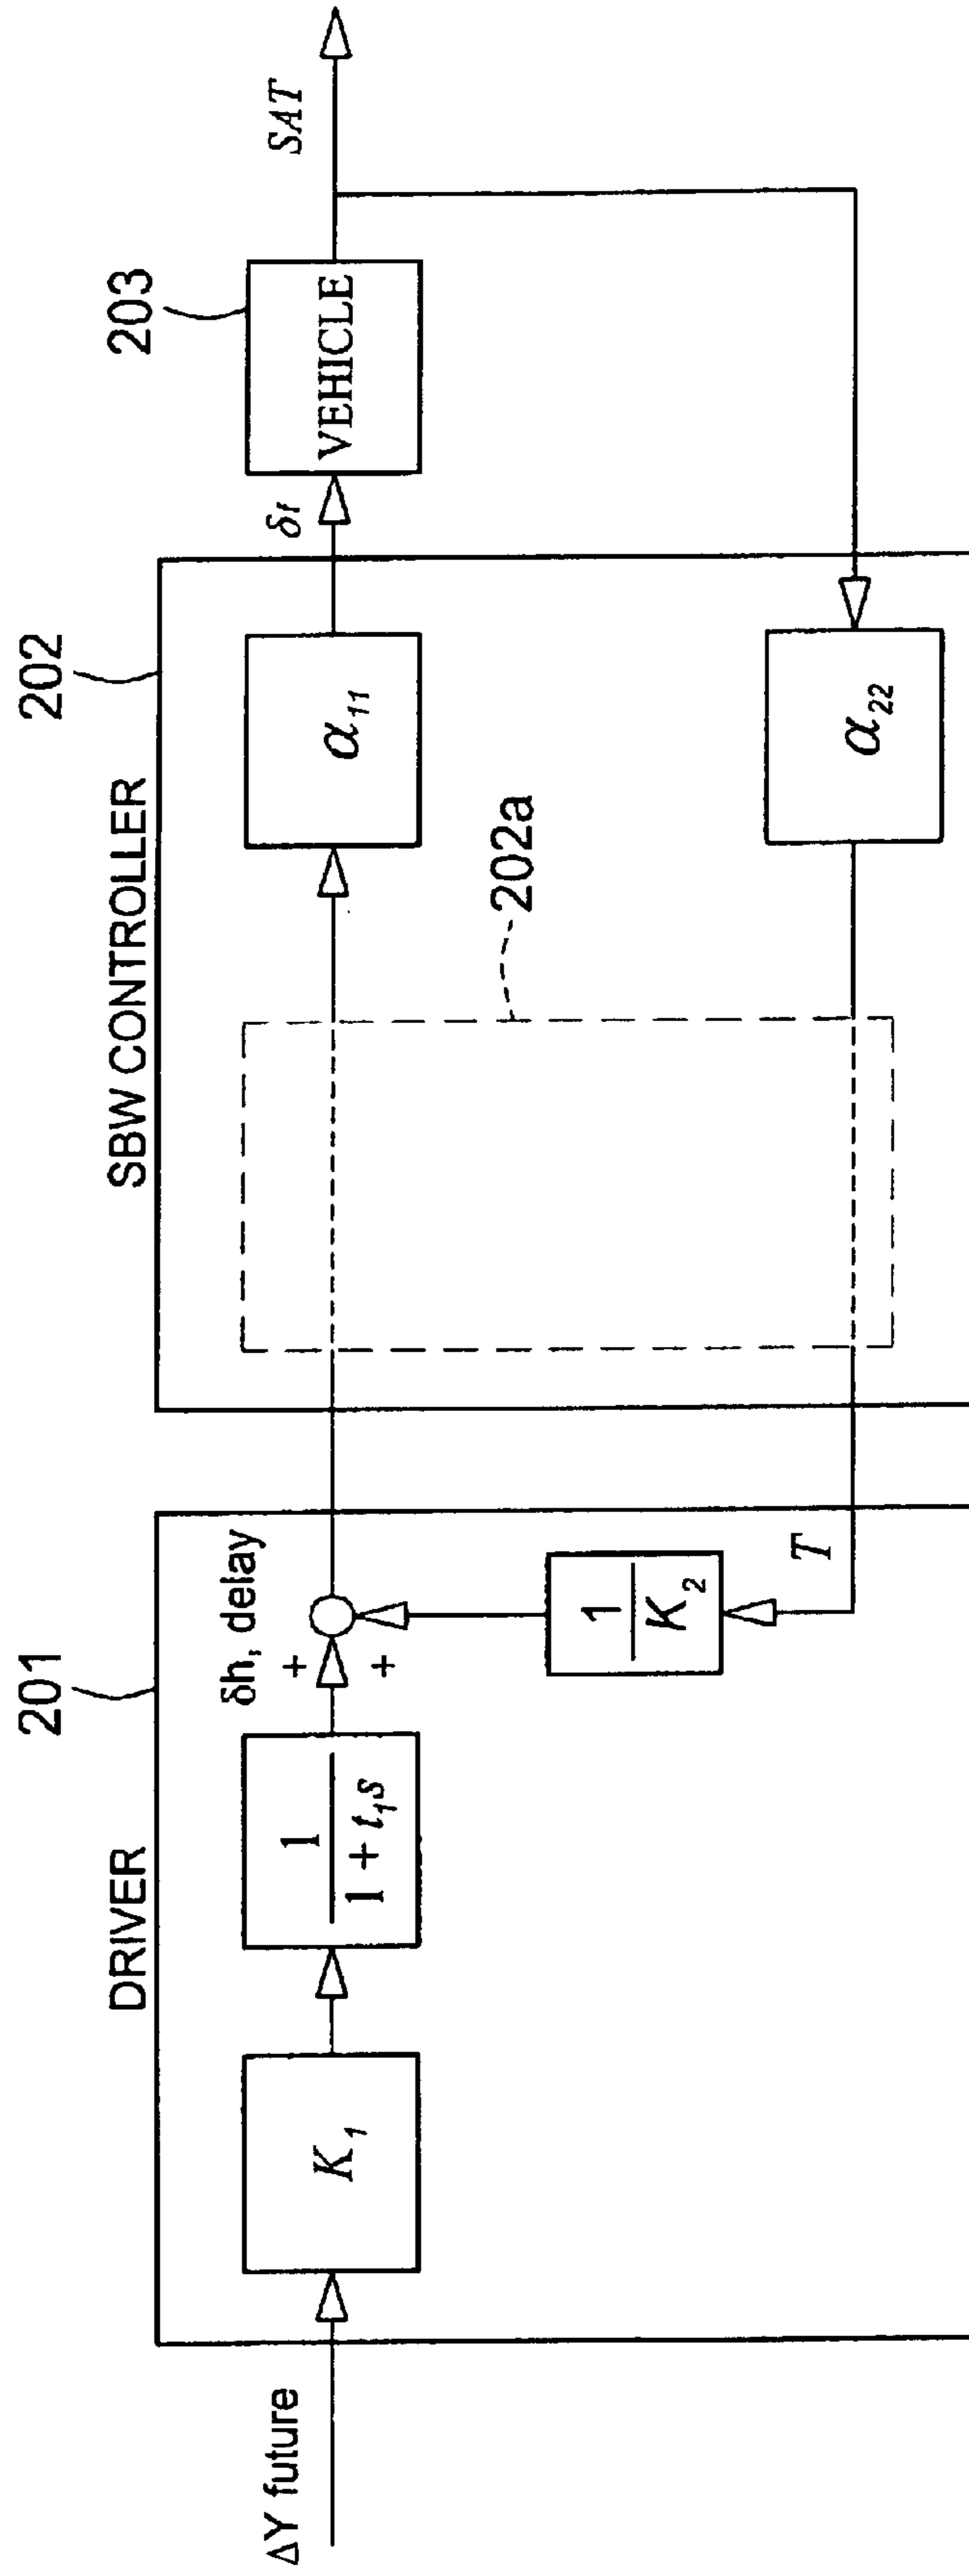 201
202
203
DRIVER
SBW CONTROLLER
ΔY future
K₁
1
1 + t₁s
δh, delay
+
+
1
K₂
T
202a
α₁₁
δf
VEHICLE
SAT
α₂₂